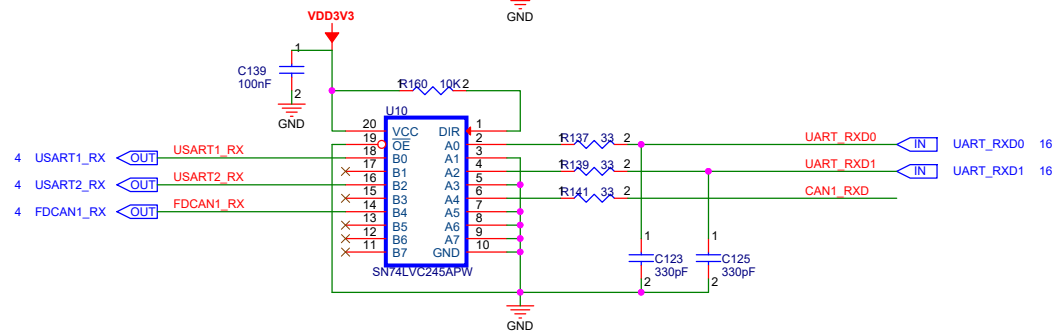 GND
VDD3V3
1
C139
100nF
2
GND
1 R160 10K 2
U10
20 VCC DIR 1
19 OE A0 2
18 B0 A1 3
17 B1 A2 4
16 B2 A3 5
15 B3 A4 6
14 B4 A5 7
13 B5 A6 8
12 B6 A7 9
11 B7 GND 10
SN74LVC245APW
4 USART1_RX OUT USART1_RX
4 USART2_RX OUT USART2_RX
4 FDCAN1_RX OUT FDCAN1_RX
1 R137 33 2 UART_RXD0 IN UART_RXD0 16
1 R139 33 2 UART_RXD1 IN UART_RXD1 16
1 R141 33 2 CAN1_RXD
1 1
C123 C125
330pF 330pF
2 2
GND